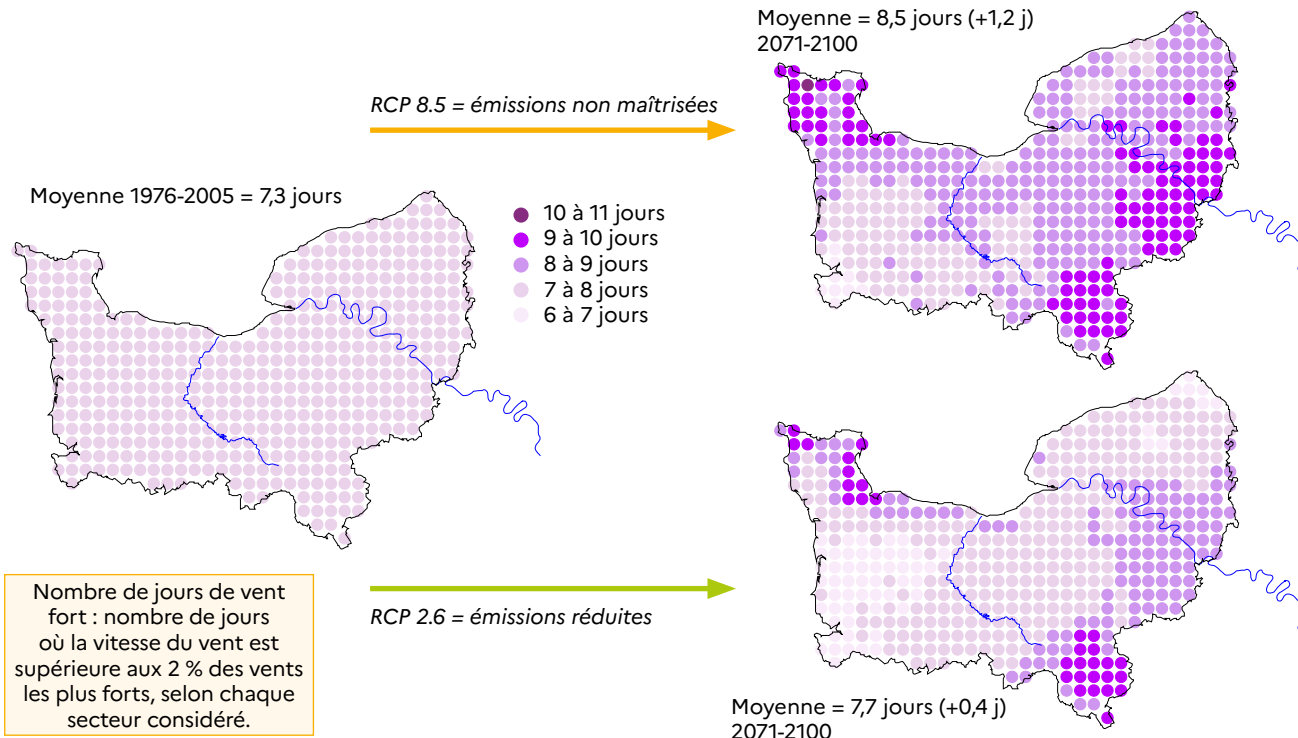 Moyenne = 8,5 jours (+1,2 j)
2071-2100
RCP 8.5 = émissions non maîtrisées
Moyenne 1976-2005 = 7,3 jours
10 à 11 jours
9 à 10 jours
8 à 9 jours
7 à 8 jours
6 à 7 jours
Nombre de jours de vent
fort : nombre de jours
où la vitesse du vent est
supérieure aux 2 % des vents
les plus forts, selon chaque
secteur considéré.
RCP 2.6 = émissions réduites
Moyenne = 7,7 jours (+0,4 j)
2071-2100